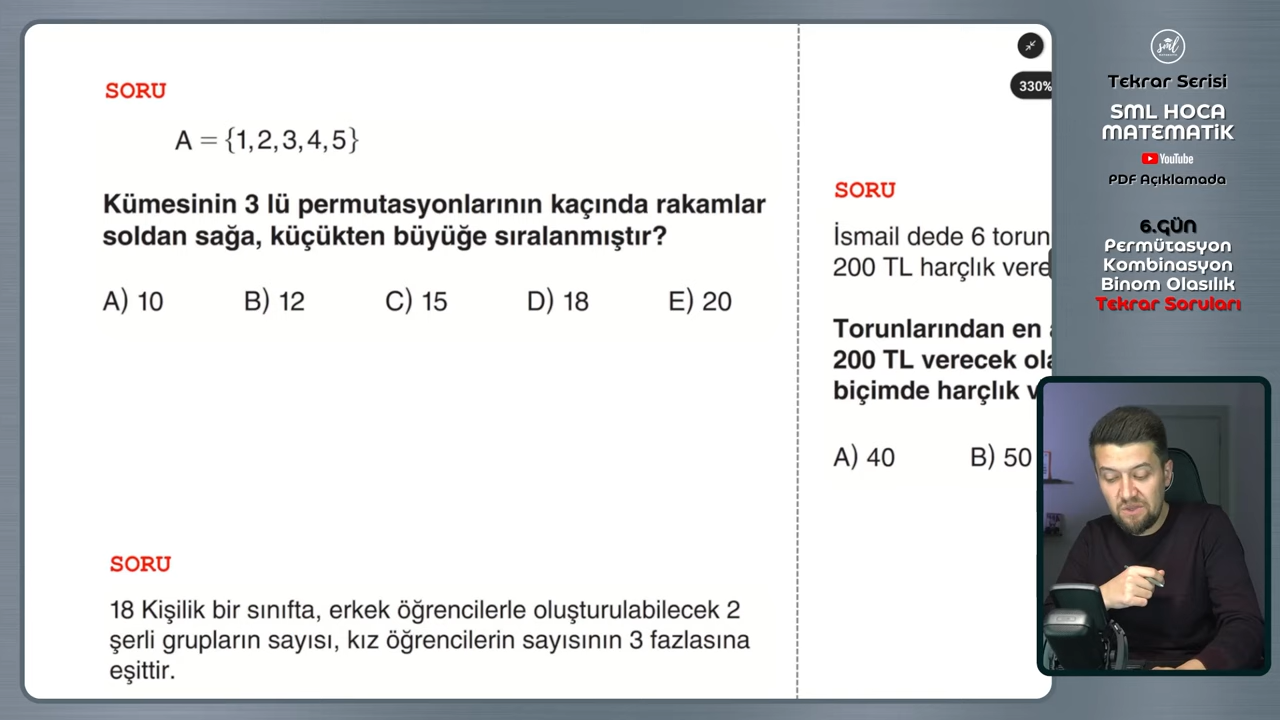 SORU
A = {1,2,3,4,5}
Kümesinin 3 lü permutasyonlarının kaçında rakamlar
soldan sağa, küçükten büyüğe sıralanmıştır?
A) 10 B) 12 C) 15 D) 18 E) 20
SORU
18 Kişilik bir sınıfta, erkek öğrencilerle oluşturulabilecek 2
şerli grupların sayısı, kız öğrencilerin sayısının 3 fazlasına
eşittir.
330%
SORU
İsmail dede 6 torun
200 TL harçlık vere
Torunlarından en
200 TL verecek ola
biçimde harçlık v
A) 40 B) 50
sml
Tekrar Serisi
SML HOCA
MATEMATİK
YouTube
PDF Açıklamada
6.GÜN
Permütasyon
Kombinasyon
Binom Olasılık
Tekrar Soruları